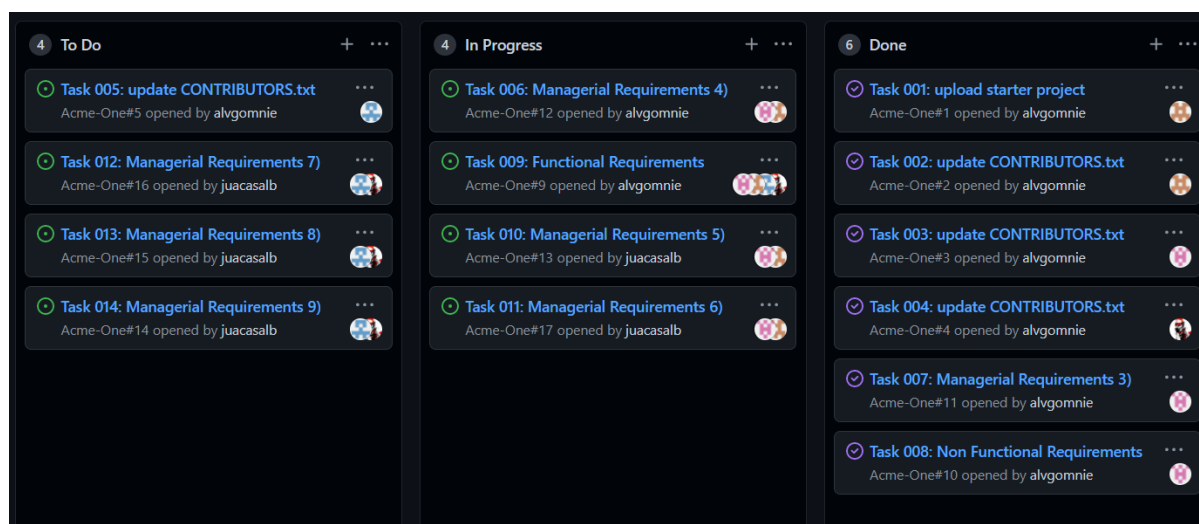 4 To Do
Task 005: update CONTRIBUTORS.txt
Acme-One#5 opened by alvgomnie
Task 012: Managerial Requirements 7)
Acme-One#16 opened by juacasalb
Task 013: Managerial Requirements 8)
Acme-One#15 opened by juacasalb
Task 014: Managerial Requirements 9)
Acme-One#14 opened by juacasalb
4 In Progress
Task 006: Managerial Requirements 4)
Acme-One#12 opened by alvgomnie
Task 009: Functional Requirements
Acme-One#9 opened by alvgomnie
Task 010: Managerial Requirements 5)
Acme-One#13 opened by juacasalb
Task 011: Managerial Requirements 6)
Acme-One#17 opened by juacasalb
6 Done
Task 001: upload starter project
Acme-One#1 opened by alvgomnie
Task 002: update CONTRIBUTORS.txt
Acme-One#2 opened by alvgomnie
Task 003: update CONTRIBUTORS.txt
Acme-One#3 opened by alvgomnie
Task 004: update CONTRIBUTORS.txt
Acme-One#4 opened by alvgomnie
Task 007: Managerial Requirements 3)
Acme-One#11 opened by alvgomnie
Task 008: Non Functional Requirements
Acme-One#10 opened by alvgomnie